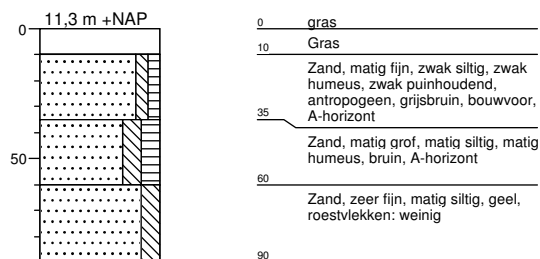 11,3 m +NAP
0
50
0 gras
10 Gras
Zand, matig fijn, zwak siltig, zwak
humeus, zwak puinhoudend,
antropogeen, grijsbruin, bouwvoor,
A-horizont
35
Zand, matig grof, matig siltig, matig
humeus, bruin, A-horizont
60
Zand, zeer fijn, matig siltig, geel,
roestvlekken: weinig
90